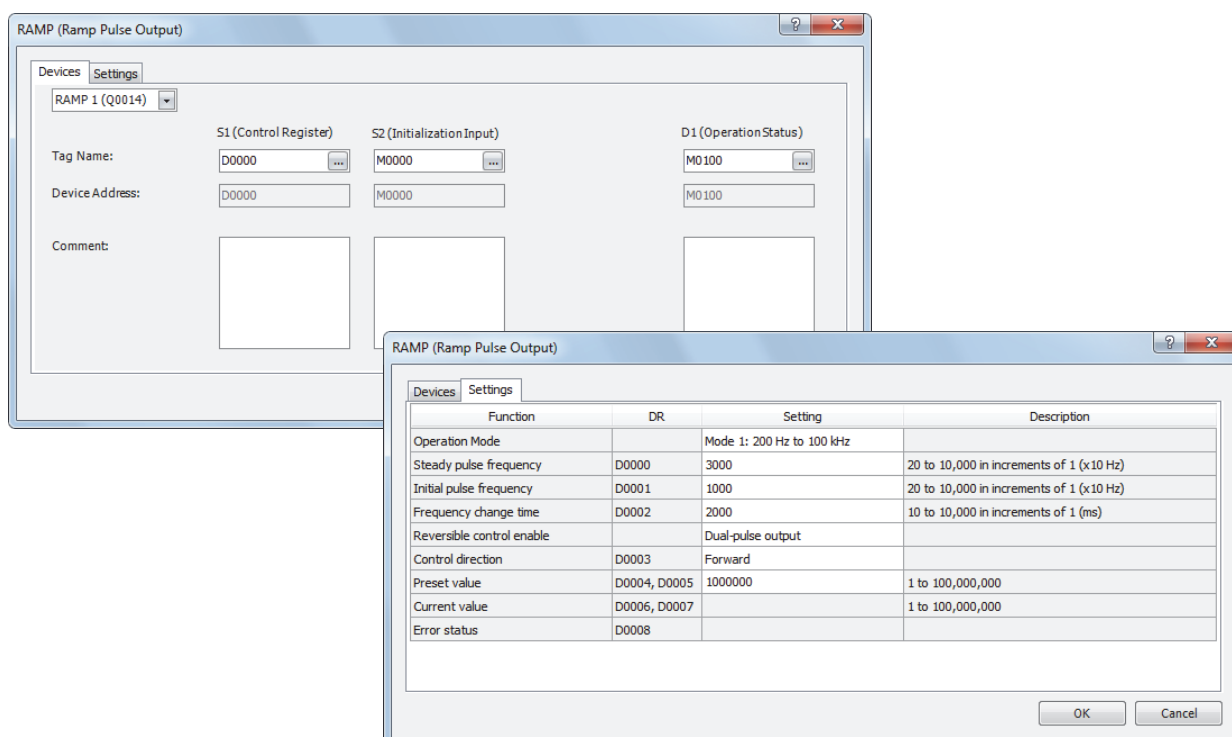 RAMP (Ramp Pulse Output)
Devices Settings
RAMP 1 (Q0014)
S1 (Control Register) S2 (Initialization Input) D1 (Operation Status)
Tag Name: D0000 ... M0000 ... M0100 ...
Device Address: D0000 M0000 M0100
Comment:
RAMP (Ramp Pulse Output)
Devices Settings
Function DR Setting Description
Operation Mode Mode 1: 200 Hz to 100 kHz
Steady pulse frequency D0000 3000 20 to 10,000 in increments of 1 (x10 Hz)
Initial pulse frequency D0001 1000 20 to 10,000 in increments of 1 (x10 Hz)
Frequency change time D0002 2000 10 to 10,000 in increments of 1 (ms)
Reversible control enable Dual-pulse output
Control direction D0003 Forward
Preset value D0004, D0005 1000000 1 to 100,000,000
Current value D0006, D0007 1 to 100,000,000
Error status D0008
OK Cancel